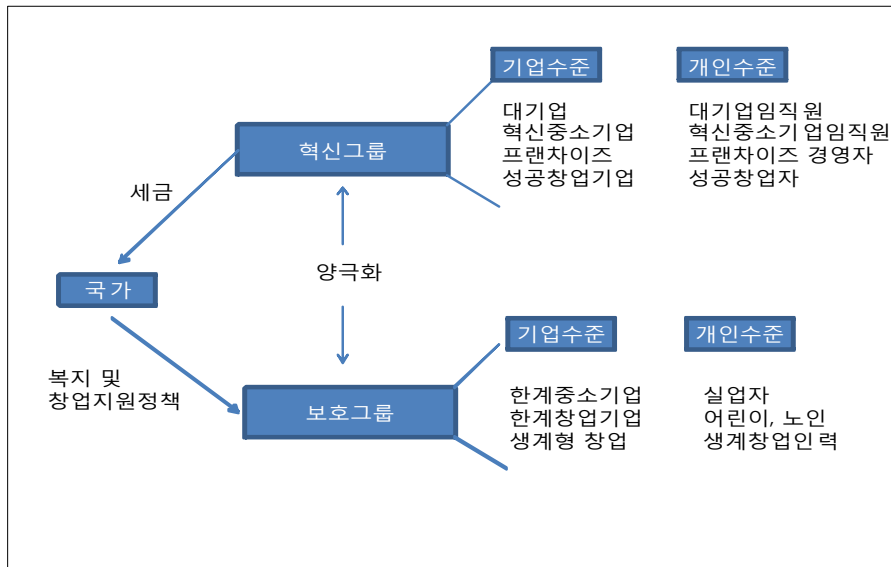 기업수준
개인수준
대기업
혁신중소기업
프랜차이즈
성공창업기업
대기업임직원
혁신중소기업임직원
프랜차이즈 경영자
성공창업자
혁신그룹
세금
양극화
국가
복지 및
창업지원정책
보호그룹
기업수준
개인수준
한계중소기업
한계창업기업
생계형 창업
실업자
어린이, 노인
생계창업인력